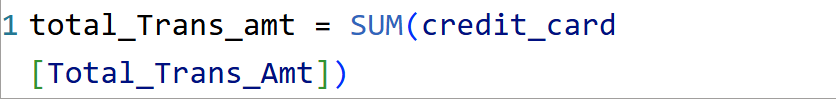 1 total_Trans_amt = SUM(credit_card
[Total_Trans_Amt])